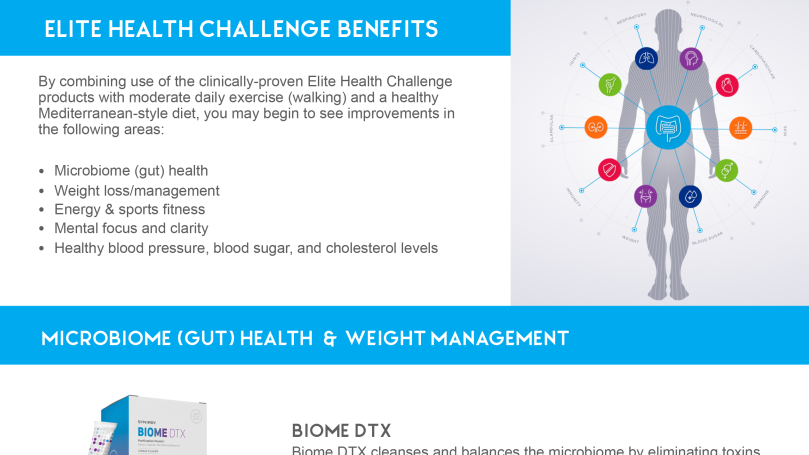 ELITE HEALTH CHALLENGE BENEFITS
By combining use of the clinically-proven Elite Health Challenge
products with moderate daily exercise (walking) and a healthy
Mediterranean-style diet, you may begin to see improvements in
the following areas:
• Microbiome (gut) health
• Weight loss/management
• Energy & sports fitness
• Mental focus and clarity
• Healthy blood pressure, blood sugar, and cholesterol levels
RESPIRATORY
NEUROLOGICAL
JOINTS
CARDIOVASCULAR
GLANDULAR
SKIN
IMMUNITY
HORMONES
WEIGHT
BLOOD SUGAR
MICROBIOME (GUT) HEALTH & WEIGHT MANAGEMENT
SYNERGY
BIOME DTX
BIOME DTX
Biome DTX cleanses and balances the microbiome by eliminating toxins